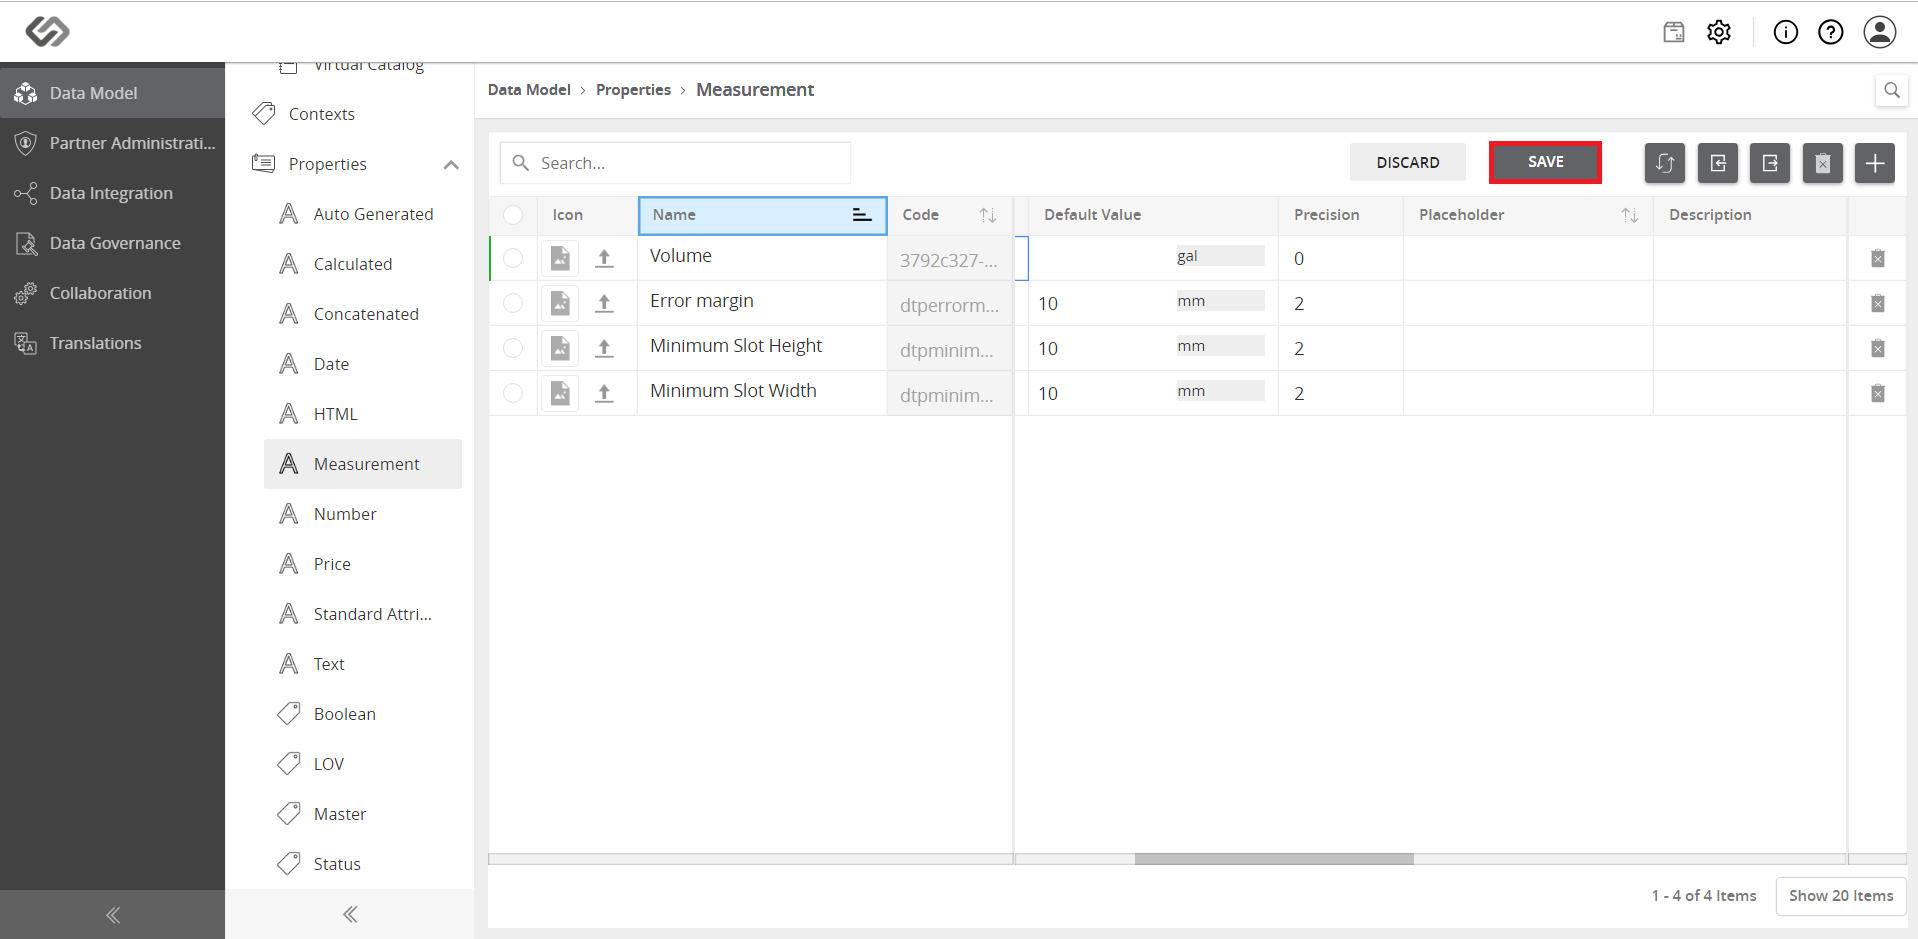 Data Model
Partner Administrati...
Data Integration
Data Governance
Collaboration
Translations
Virtual Catalog
Contexts
Properties
Auto Generated
Calculated
Concatenated
Date
HTML
Measurement
Number
Price
Standard Attri...
Text
Boolean
LOV
Master
Status
Data Model > Properties > Measurement
Search...
DISCARD
SAVE
Icon Name Code Default Value Precision Placeholder Description
Volume 3792c327-... gal 0
Error margin dtperrorm... 10 mm 2
Minimum Slot Height dtpminim... 10 mm 2
Minimum Slot Width dtpminim... 10 mm 2
1 - 4 of 4 Items
Show 20 Items